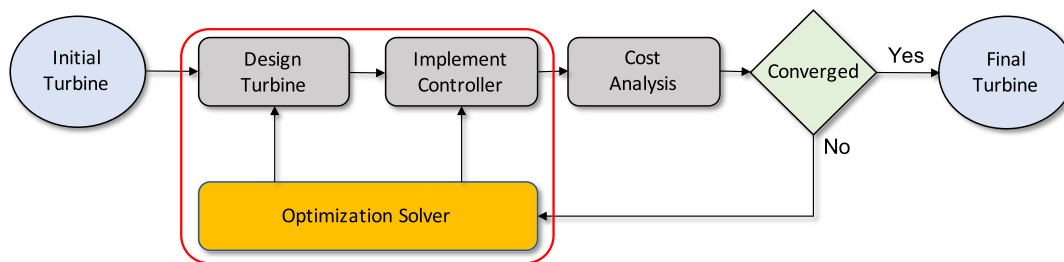 Initial
Turbine
Design
Turbine
Implement
Controller
Cost
Analysis
Converged
Yes
Final
Turbine
No
Optimization Solver